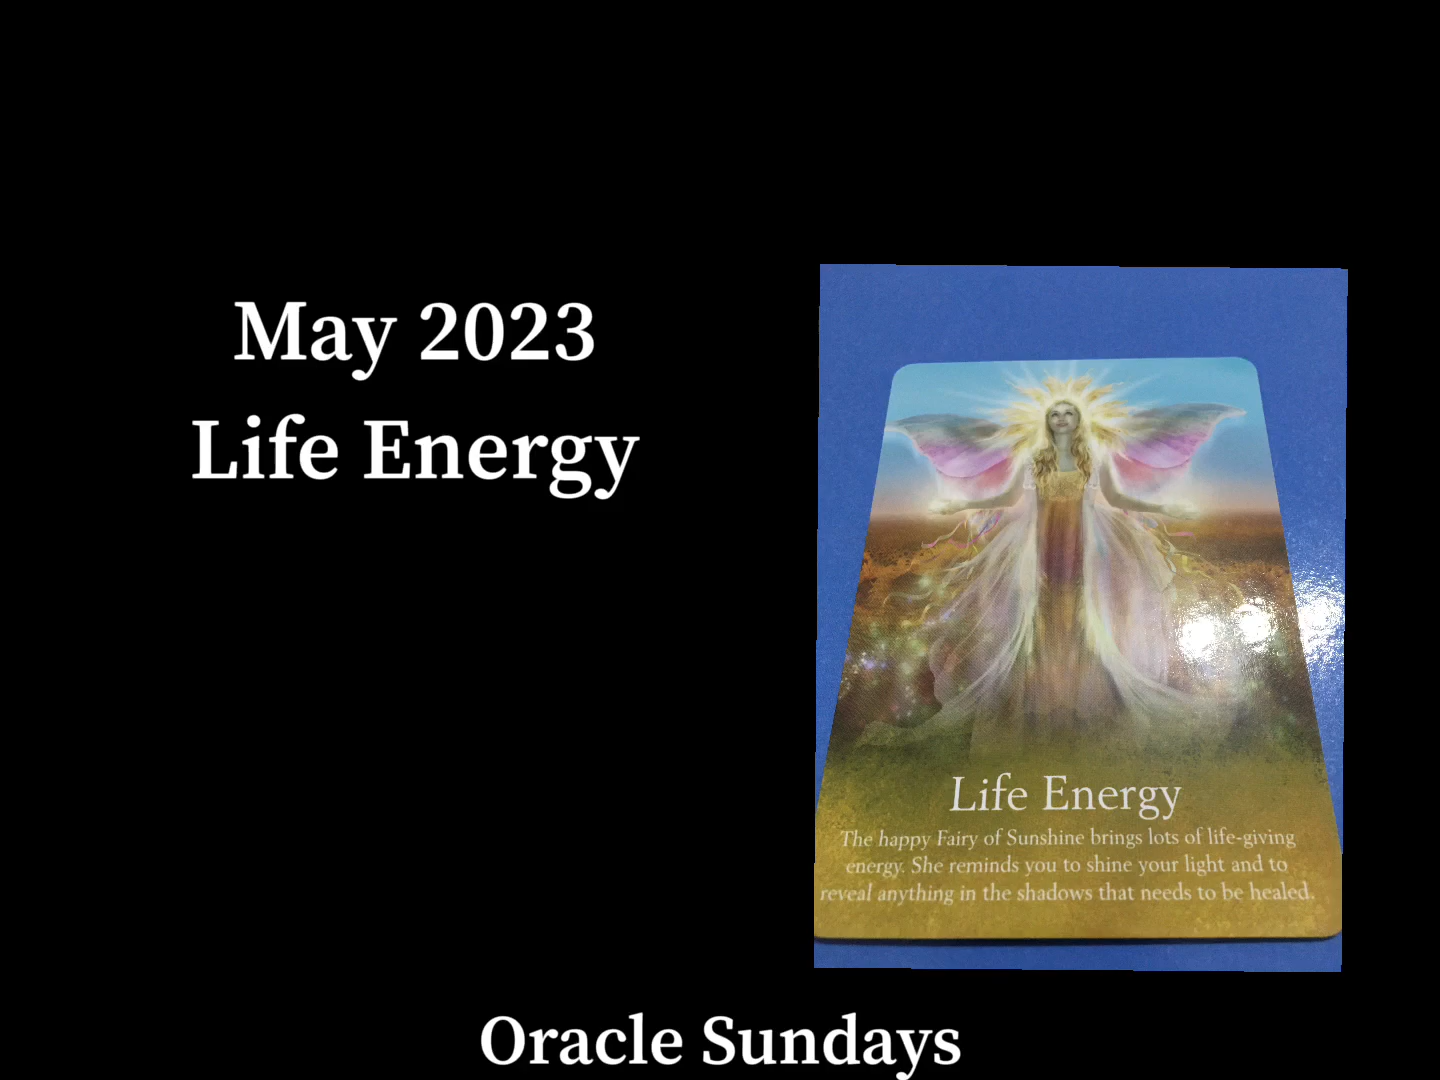 May 2023
Life Energy
Life Energy
The happy Fairy of Sunshine brings lots of life-giving
energy. She reminds you to shine your light and to
reveal anything in the shadows that needs to be healed.
Oracle Sundays